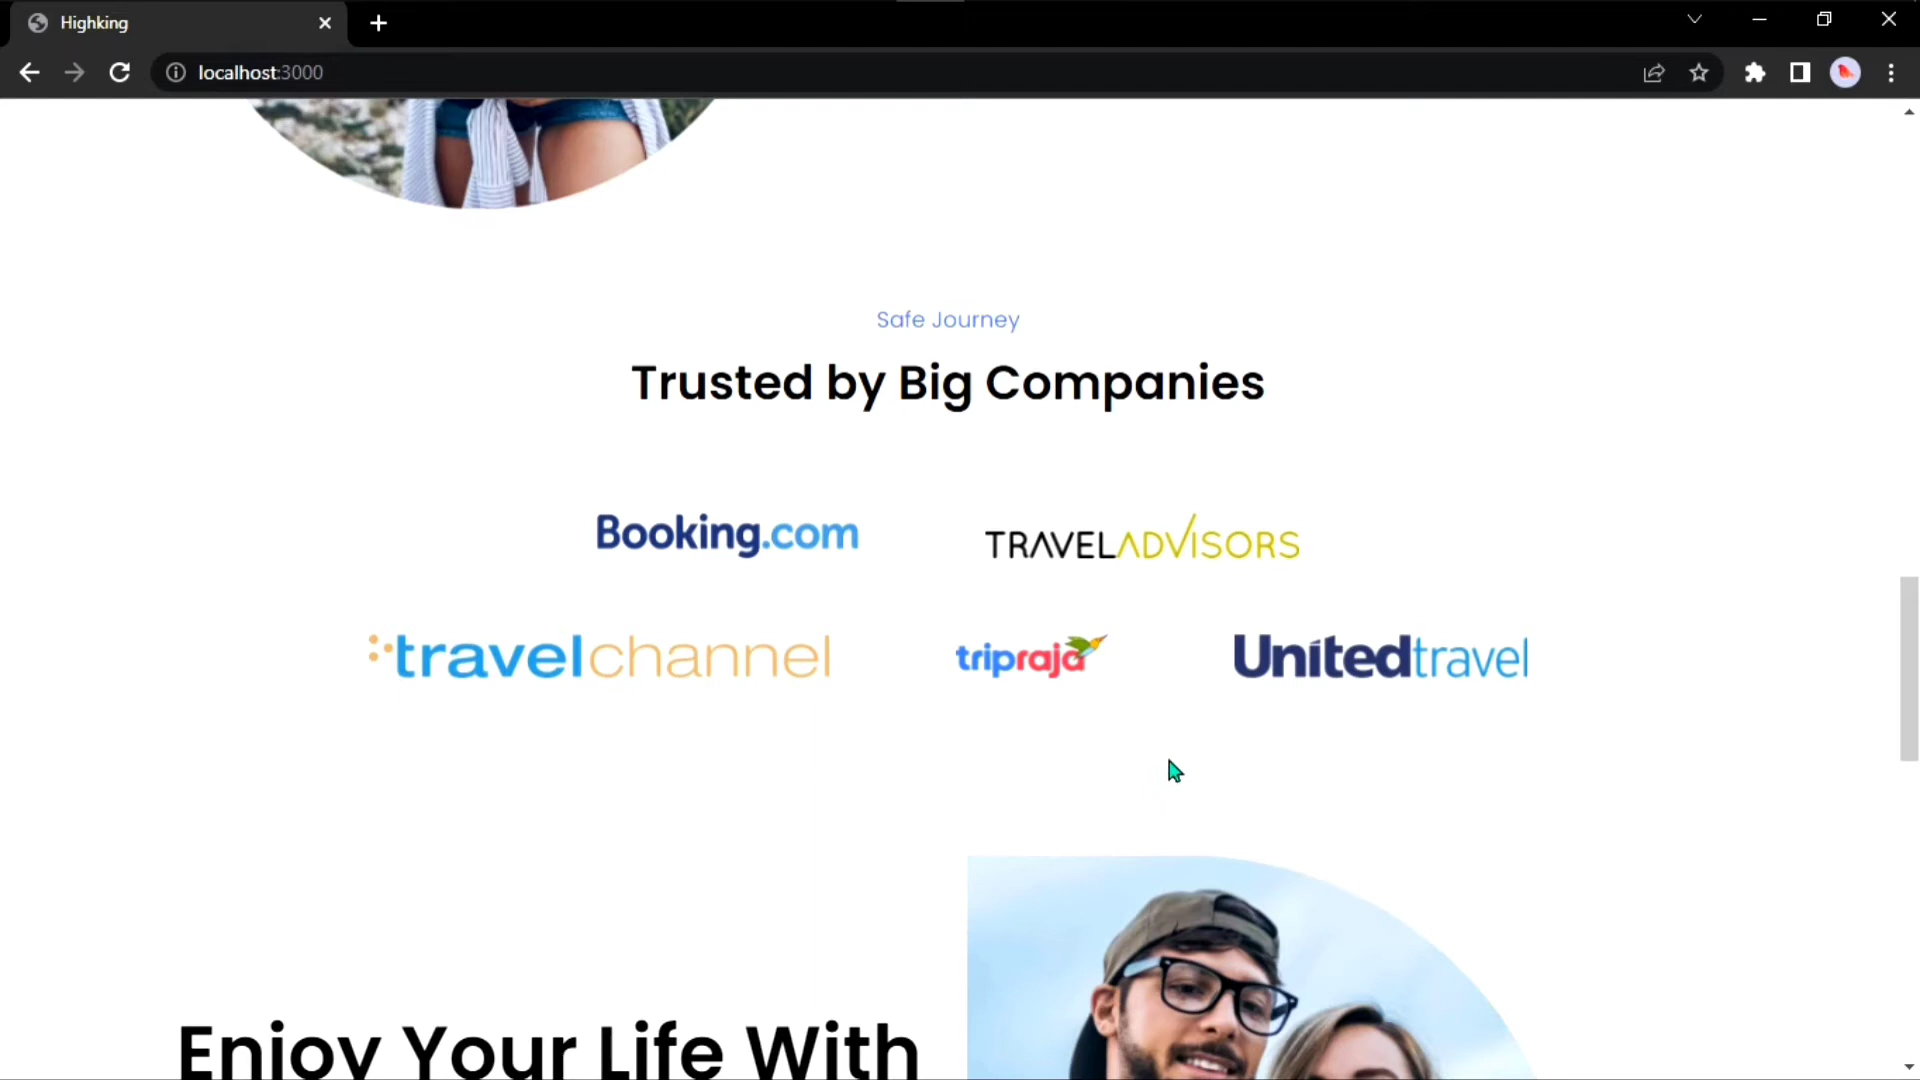 Highking
localhost:3000
Safe Journey
Trusted by Big Companies
Booking.com
TRAVELADVISORS
travelchannel
tripraja
Unitedtravel
Enjoy Your Life With